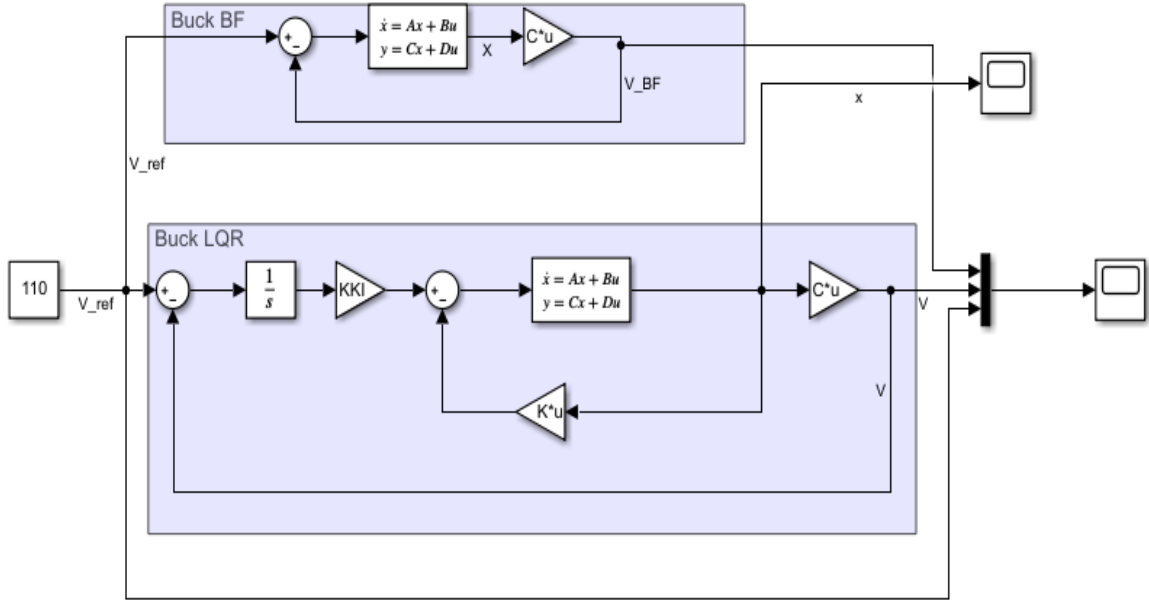 Buck BF
+
−
ẋ = Ax + Bu
y = Cx + Du
X
C*u
V_BF
x
V_ref
Buck LQR
110
V_ref
+
−
1
s
KKI
+
−
ẋ = Ax + Bu
y = Cx + Du
C*u
V
K*u
V